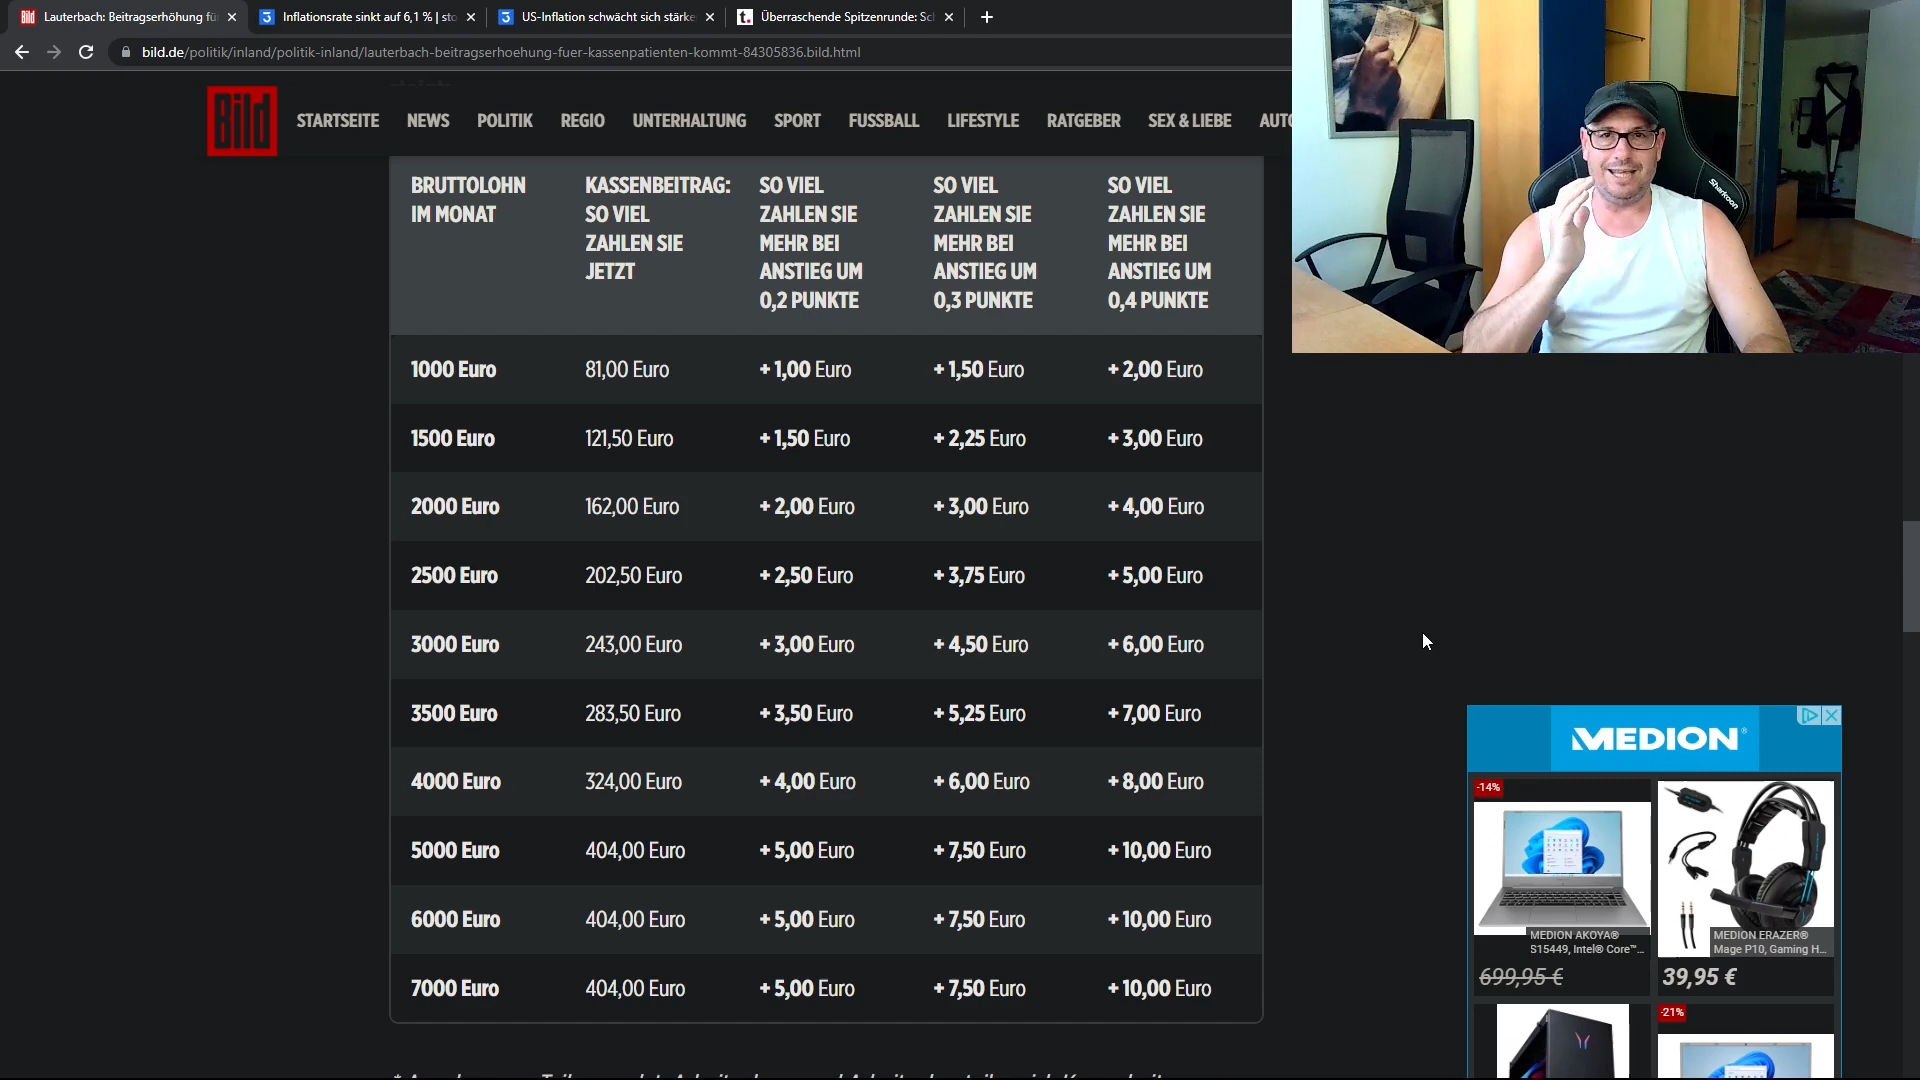 Lauterbach: Beitragserhöhung fü
Inflationsrate sinkt auf 6,1 % | sto
US-Inflation schwächt sich stärke
Überraschende Spitzenrunde: Sc
bild.de/politik/inland/politik-inland/lauterbach-beitragserhoehung-fuer-kassenpatienten-kommt-84305836.bild.html
Bild
STARTSEITE NEWS POLITIK REGIO UNTERHALTUNG SPORT FUSSBALL LIFESTYLE RATGEBER SEX & LIEBE AUTO
BRUTTOLOHN
IM MONAT
KASSENBEITRAG:
SO VIEL
ZAHLEN SIE
JETZT
SO VIEL
ZAHLEN SIE
MEHR BEI
ANSTIEG UM
0,2 PUNKTE
SO VIEL
ZAHLEN SIE
MEHR BEI
ANSTIEG UM
0,3 PUNKTE
SO VIEL
ZAHLEN SIE
MEHR BEI
ANSTIEG UM
0,4 PUNKTE
1000 Euro 81,00 Euro + 1,00 Euro + 1,50 Euro + 2,00 Euro
1500 Euro 121,50 Euro + 1,50 Euro + 2,25 Euro + 3,00 Euro
2000 Euro 162,00 Euro + 2,00 Euro + 3,00 Euro + 4,00 Euro
2500 Euro 202,50 Euro + 2,50 Euro + 3,75 Euro + 5,00 Euro
3000 Euro 243,00 Euro + 3,00 Euro + 4,50 Euro + 6,00 Euro
3500 Euro 283,50 Euro + 3,50 Euro + 5,25 Euro + 7,00 Euro
4000 Euro 324,00 Euro + 4,00 Euro + 6,00 Euro + 8,00 Euro
5000 Euro 404,00 Euro + 5,00 Euro + 7,50 Euro + 10,00 Euro
6000 Euro 404,00 Euro + 5,00 Euro + 7,50 Euro + 10,00 Euro
7000 Euro 404,00 Euro + 5,00 Euro + 7,50 Euro + 10,00 Euro
Sharkoon
MEDION®
-14%
MEDION AKOYA®
S15449, Intel® Core™...
699,95 €
MEDION ERAZER®
Mage P10, Gaming H...
39,95 €
-21%